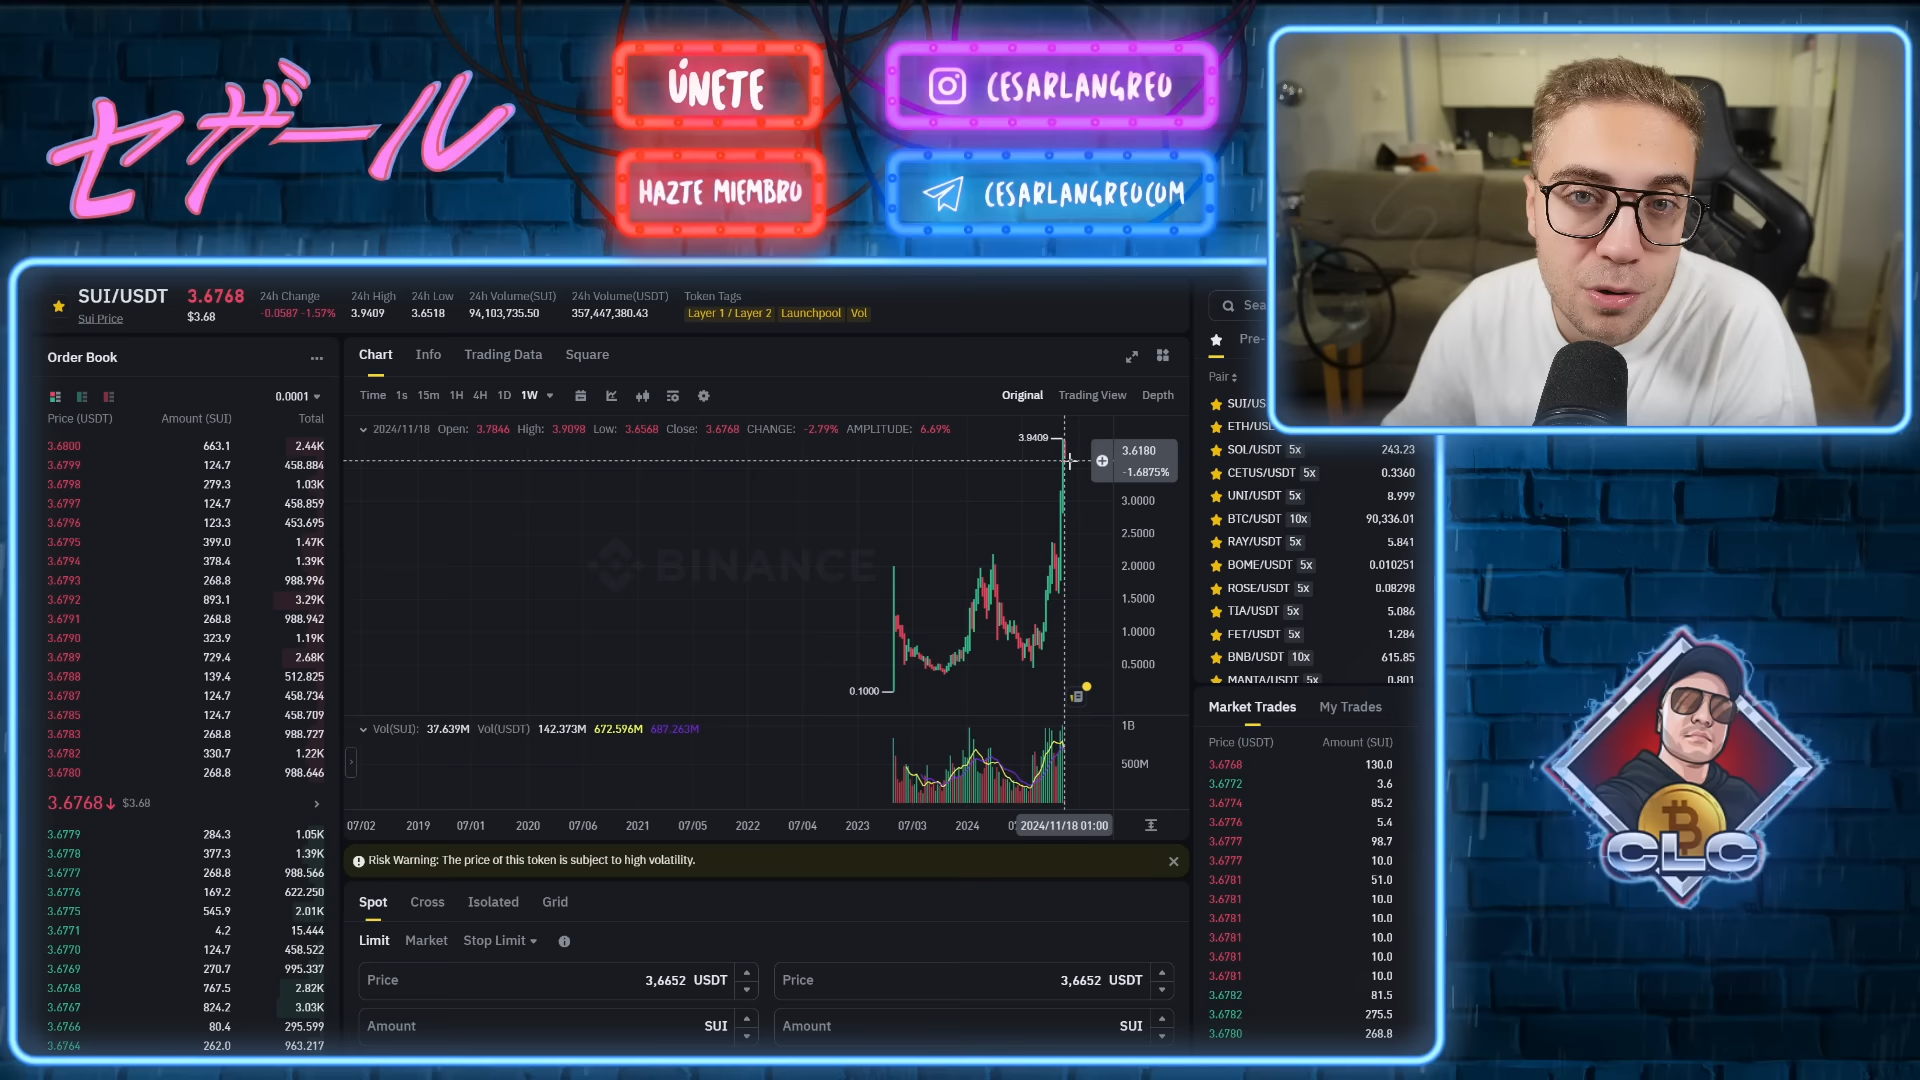 セザール
ÚNETE
CESARLANGREO
HAZTE MIEMBRO
CESARLANGREOCOM
SUI/USDT
Sui Price
3.6768
$3.68
24h Change
-0.0587 -1.57%
24h High
3.9409
24h Low
3.6518
24h Volume(SUI)
94,103,735.50
24h Volume(USDT)
357,447,380.43
Token Tags
Layer 1 / Layer 2 Launchpool Vol
Order Book
0.0001
Price (USDT) Amount (SUI) Total
3.6800 663.1 2.44K
3.6799 124.7 458.884
3.6798 279.3 1.03K
3.6797 124.7 458.859
3.6796 123.3 453.695
3.6795 399.0 1.47K
3.6794 378.4 1.39K
3.6793 268.8 988.996
3.6792 893.1 3.29K
3.6791 268.8 988.942
3.6790 323.9 1.19K
3.6789 729.4 2.68K
3.6788 139.4 512.825
3.6787 124.7 458.734
3.6785 124.7 458.709
3.6783 268.8 988.727
3.6782 330.7 1.22K
3.6780 268.8 988.646
3.6768↓ $3.68
3.6779 284.3 1.05K
3.6778 377.3 1.39K
3.6777 268.8 988.566
3.6776 169.2 622.250
3.6775 545.9 2.01K
3.6771 4.2 15.444
3.6770 124.7 458.522
3.6769 270.7 995.337
3.6768 767.5 2.82K
3.6767 824.2 3.03K
3.6766 80.4 295.599
3.6764 262.0 963.217
Chart Info Trading Data Square
Time 1s 15m 1H 4H 1D 1W
Original Trading View Depth
2024/11/18 Open: 3.7846 High: 3.9098 Low: 3.6568 Close: 3.6768 CHANGE: -2.79% AMPLITUDE: 6.69%
3.9409
3.6180
-1.6875%
3.0000
2.5000
2.0000
1.5000
1.0000
0.5000
BINANCE
0.1000
Vol(SUI): 37.639M Vol(USDT) 142.373M 672.596M 687.263M
1B
500M
07/02 2019 07/01 2020 07/06 2021 07/05 2022 07/04 2023 07/03 2024 2024/11/18 01:00
Risk Warning: The price of this token is subject to high volatility.
Spot Cross Isolated Grid
Limit Market Stop Limit
Price 3,6652 USDT
Price 3,6652 USDT
Amount SUI
Amount SUI
Sea
Pre-
Pair
SUI/US
ETH/USD
SOL/USDT 5x 243.23
CETUS/USDT 5x 0.3360
UNI/USDT 5x 8.999
BTC/USDT 10x 90,336.01
RAY/USDT 5x 5.841
BOME/USDT 5x 0.010251
ROSE/USDT 5x 0.08298
TIA/USDT 5x 5.086
FET/USDT 5x 1.284
BNB/USDT 10x 615.85
MANTA/USDT 5x 0.801
Market Trades My Trades
Price (USDT) Amount (SUI)
3.6768 130.0
3.6772 3.6
3.6774 85.2
3.6776 5.4
3.6777 98.7
3.6777 10.0
3.6781 51.0
3.6781 10.0
3.6781 10.0
3.6781 10.0
3.6781 10.0
3.6781 10.0
3.6782 81.5
3.6782 275.5
3.6780 268.8
CLC